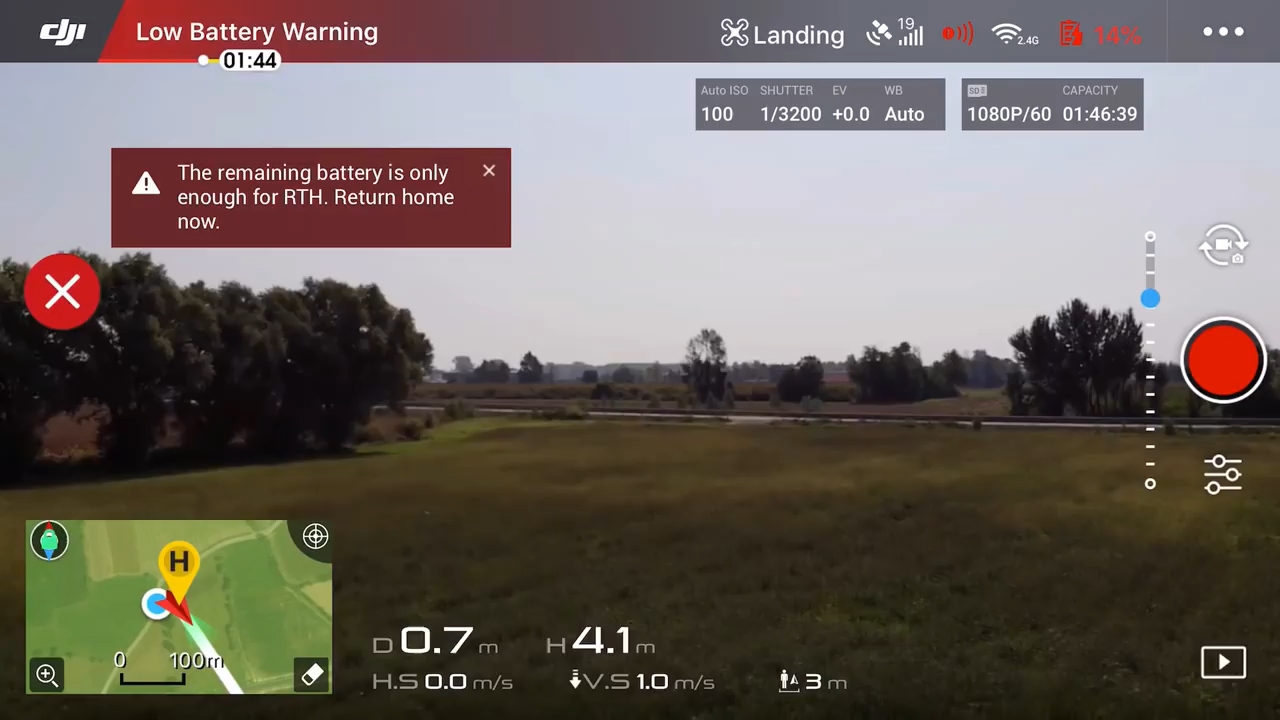 dji
Low Battery Warning
Landing
19
2.4G
14%
01:44
Auto ISO SHUTTER EV WB
100 1/3200 +0.0 Auto
SD CAPACITY
1080P/60 01:46:39
The remaining battery is only
enough for RTH. Return home
now.
H
0 100m
D 0.7 m H 4.1 m
H.S 0.0 m/s V.S 1.0 m/s 3 m